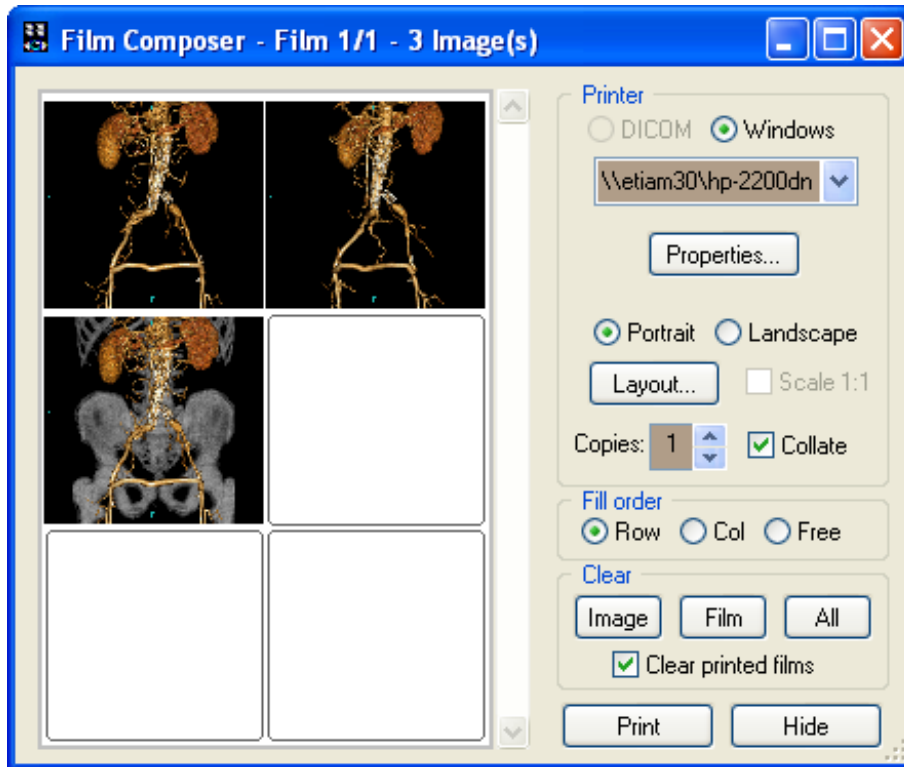 Film Composer - Film 1/1 - 3 Image(s)
Printer
DICOM Windows
\\etiam30\hp-2200dn
Properties...
Portrait Landscape
Layout... Scale 1:1
Copies: 1 Collate
Fill order
Row Col Free
Clear
Image Film All
Clear printed films
Print Hide